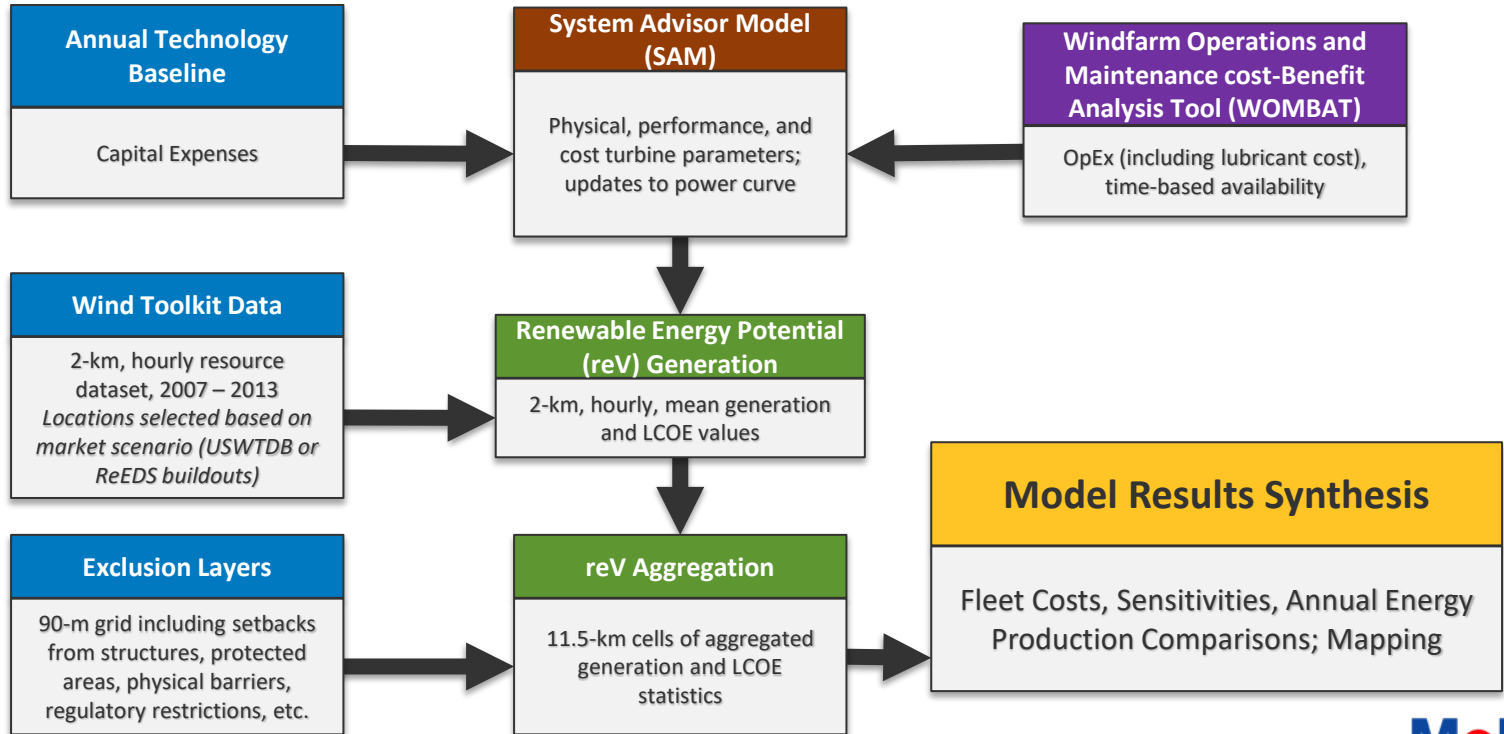 Annual Technology
Baseline
Capital Expenses
System Advisor Model
(SAM)
Physical, performance, and
cost turbine parameters;
updates to power curve
Windfarm Operations and
Maintenance cost-Benefit
Analysis Tool (WOMBAT)
OpEx (including lubricant cost),
time-based availability
Wind Toolkit Data
2-km, hourly resource
dataset, 2007 – 2013
Locations selected based on
market scenario (USWTDB or
ReEDS buildouts)
Renewable Energy Potential
(reV) Generation
2-km, hourly, mean generation
and LCOE values
Exclusion Layers
90-m grid including setbacks
from structures, protected
areas, physical barriers,
regulatory restrictions, etc.
reV Aggregation
11.5-km cells of aggregated
generation and LCOE
statistics
Model Results Synthesis
Fleet Costs, Sensitivities, Annual Energy
Production Comparisons; Mapping